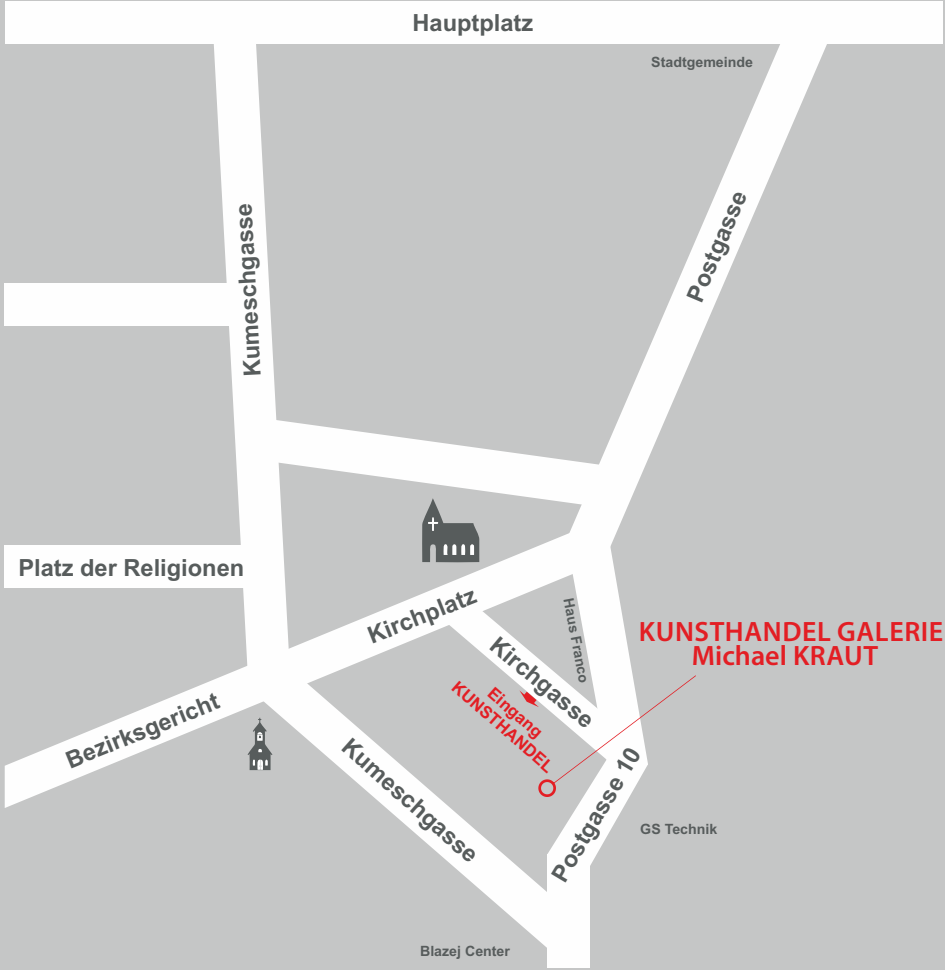 Hauptplatz
Stadtgemeinde
Kumeschgasse
Postgasse
Platz der Religionen
Kirchplatz
Haus Franco
KUNSTHANDEL GALERIE
Michael KRAUT
Kirchgasse
Eingang
KUNSTHANDEL
Bezirksgericht
Kumeschgasse
Postgasse 10
GS Technik
Blazej Center